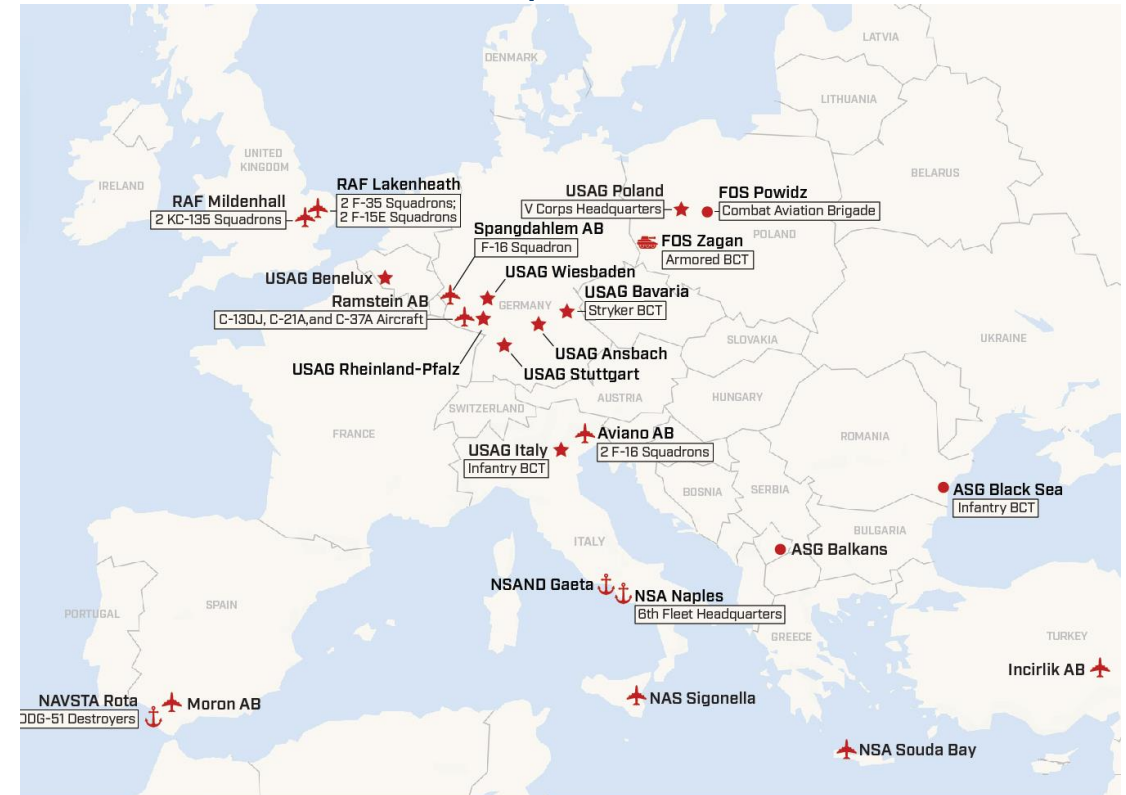 DENMARK
LATVIA
LITHUANIA
UNITED
KINGDOM
IRELAND
BELARUS
RAF Mildenhall
2 KC-135 Squadrons
RAF Lakenheath
2 F-35 Squadrons;
2 F-15E Squadrons
USAG Poland
V Corps Headquarters
FOS Powidz
Combat Aviation Brigade
POLAND
Spangdahlem AB
F-16 Squadron
FOS Zagan
Armored BCT
USAG Benelux
USAG Wiesbaden
USAG Bavaria
Stryker BCT
Ramstein AB
C-130J, C-21A,and C-37A Aircraft
GERMANY
USAG Rheinland-Pfalz
USAG Ansbach
USAG Stuttgart
SLOVAKIA
UKRAINE
AUSTRIA
HUNGARY
SWITZERLAND
FRANCE
ROMANIA
Aviano AB
2 F-16 Squadrons
USAG Italy
Infantry BCT
BOSNIA
SERBIA
ASG Black Sea
Infantry BCT
BULGARIA
ITALY
ASG Balkans
NSAND Gaeta
NSA Naples
6th Fleet Headquarters
PORTUGAL
SPAIN
GREECE
TURKEY
Incirlik AB
NAVSTA Rota
DDG-51 Destroyers
Moron AB
NAS Sigonella
NSA Souda Bay